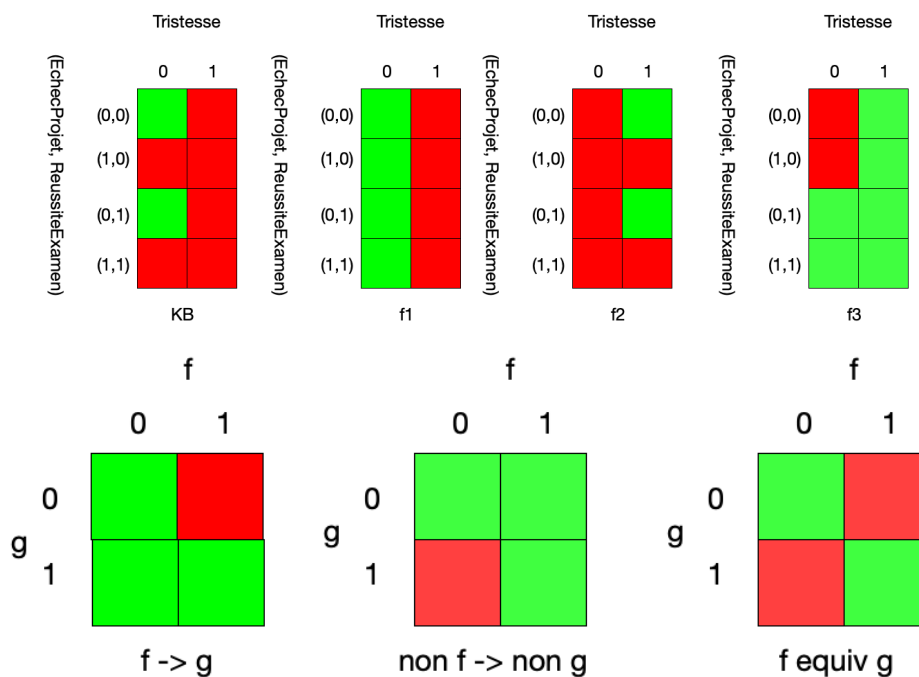 Tristesse
(EchecProjet, ReussiteExamen)
0 1
(0,0)
(1,0)
(0,1)
(1,1)
KB
Tristesse
(EchecProjet, ReussiteExamen)
0 1
(0,0)
(1,0)
(0,1)
(1,1)
f1
Tristesse
(EchecProjet, ReussiteExamen)
0 1
(0,0)
(1,0)
(0,1)
(1,1)
f2
Tristesse
(EchecProjet, ReussiteExamen)
0 1
(0,0)
(1,0)
(0,1)
(1,1)
f3
f
0 1
0
g
1
f -> g
f
0 1
0
g
1
non f -> non g
f
0 1
0
g
1
f equiv g